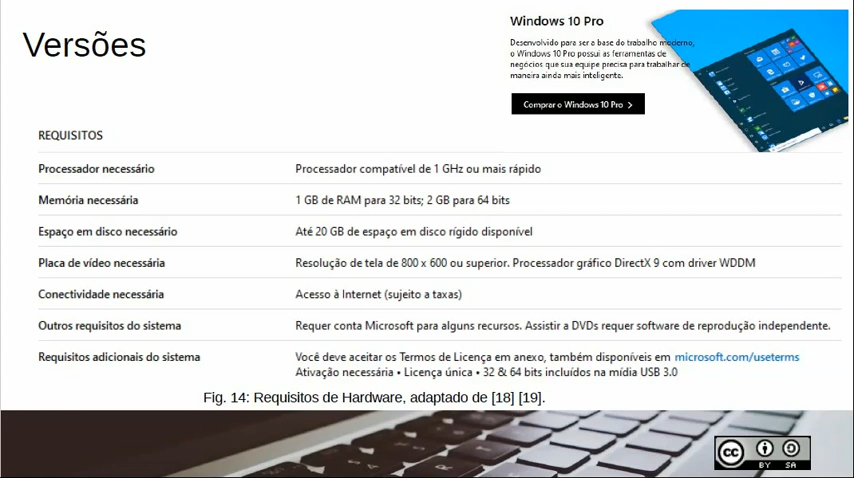 Versões
Windows 10 Pro
Desenvolvido para ser a base do trabalho moderno,
o Windows 10 Pro possui as ferramentas de
negócios que sua equipe precisa para trabalhar de
maneira ainda mais inteligente.
Comprar o Windows 10 Pro >
REQUISITOS
Processador necessário Processador compatível de 1 GHz ou mais rápido
Memória necessária 1 GB de RAM para 32 bits; 2 GB para 64 bits
Espaço em disco necessário Até 20 GB de espaço em disco rígido disponível
Placa de vídeo necessária Resolução de tela de 800 x 600 ou superior. Processador gráfico DirectX 9 com driver WDDM
Conectividade necessária Acesso à Internet (sujeito a taxas)
Outros requisitos do sistema Requer conta Microsoft para alguns recursos. Assistir a DVDs requer software de reprodução independente.
Requisitos adicionais do sistema Você deve aceitar os Termos de Licença em anexo, também disponíveis em microsoft.com/useterms
Ativação necessária • Licença única • 32 & 64 bits incluídos na mídia USB 3.0
Fig. 14: Requisitos de Hardware, adaptado de [18] [19].
cc
BY SA